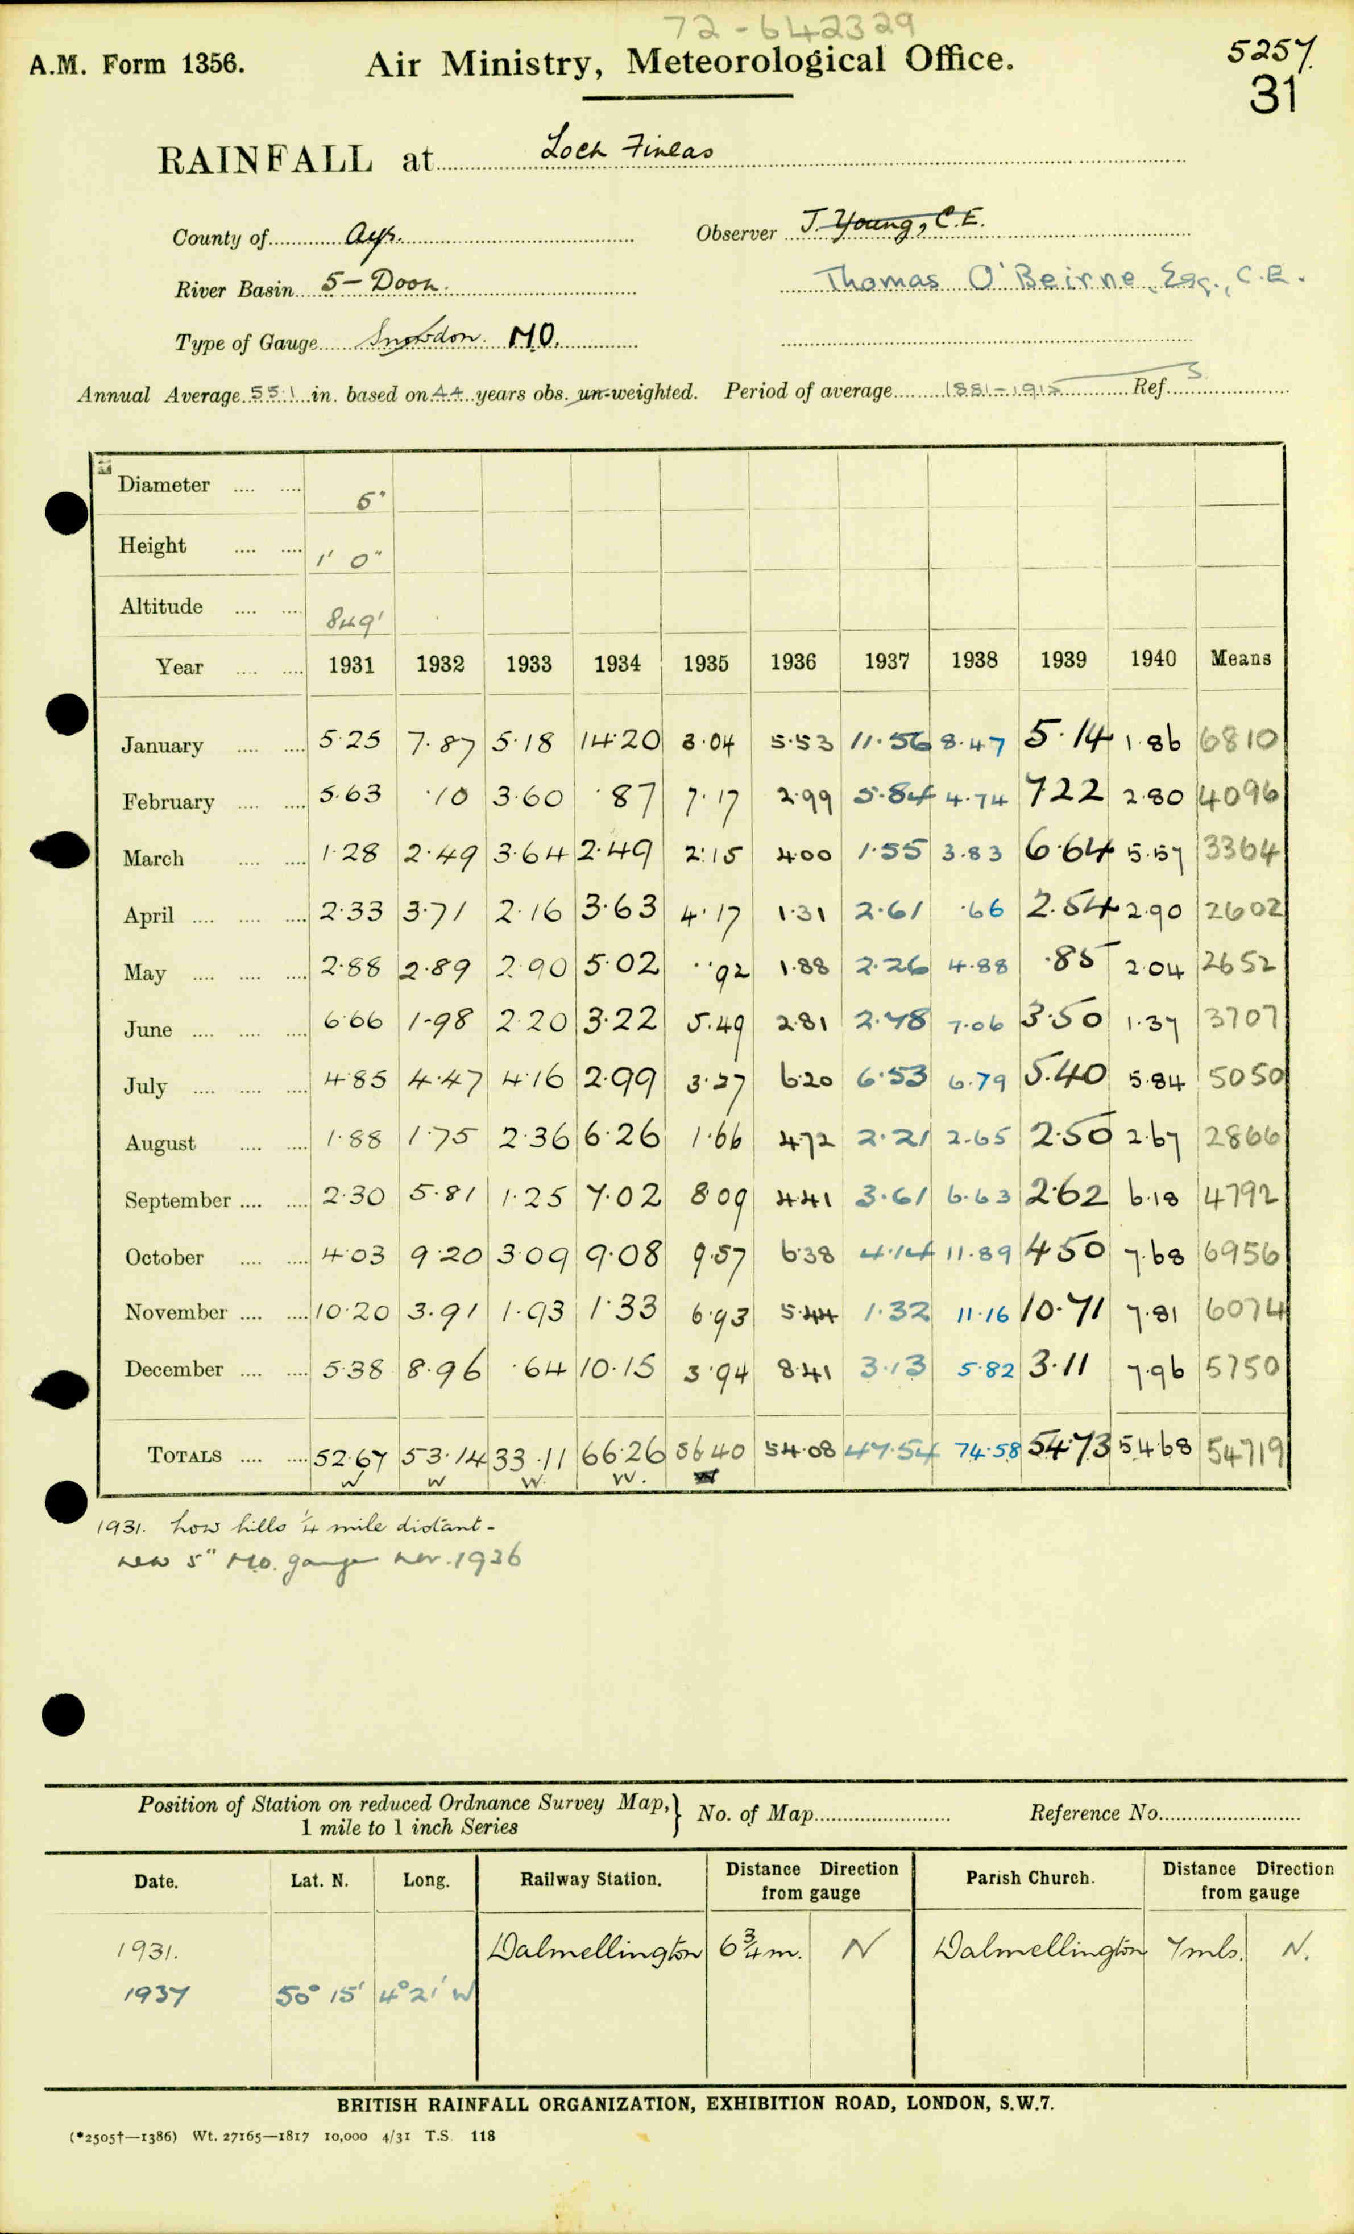 72-642329
A.M. Form 1356. Air Ministry, Meteorological Office. 5257.
31
RAINFALL at Loch Finlas
County of Ayr. Observer J. Young, C.E.
River Basin 5-Doon. Thomas O'Beirne, Esq., C.E.
Type of Gauge Snowdon. MO.
Annual Average 55.1 in. based on 44 years obs. un-weighted. Period of average 1881-1915 Ref. S
Diameter 5"
Height 1' 0"
Altitude 849'
Year 1931 1932 1933 1934 1935 1936 1937 1938 1939 1940 Means
January 5.25 7.87 5.18 14.20 3.04 5.53 11.56 8.47 5.14 1.86 6810
February 5.63 .10 3.60 .87 7.17 2.99 5.84 4.74 7.22 2.80 4096
March 1.28 2.49 3.64 2.49 2.15 4.00 1.55 3.83 6.64 5.57 3364
April 2.33 3.71 2.16 3.63 4.17 1.31 2.61 .66 2.54 2.90 2602
May 2.88 2.89 2.90 5.02 .92 1.88 2.26 4.88 .85 2.04 2652
June 6.66 1.98 2.20 3.22 5.49 2.81 2.78 7.06 3.50 1.37 3707
July 4.85 4.47 4.16 2.99 3.27 6.20 6.53 6.79 5.40 5.84 5050
August 1.88 1.75 2.36 6.26 1.66 4.72 2.21 2.65 2.50 2.67 2866
September 2.30 5.81 1.25 7.02 8.09 4.41 3.61 6.63 2.62 6.18 4792
October 4.03 9.20 3.09 9.08 9.57 6.38 4.14 11.89 4.50 7.68 6956
November 10.20 3.91 1.93 1.33 6.93 5.44 1.32 11.16 10.71 7.81 6074
December 5.38 8.96 .64 10.15 3.94 8.41 3.13 5.82 3.11 7.96 5750
TOTALS 52.67 53.14 33.11 66.26 56.40 54.08 47.54 74.58 54.73 54.68 54719
W W W. W. W
1931. Low hills ¼ mile distant -
New 5" MO. gauge Nov. 1936
Position of Station on reduced Ordnance Survey Map, } No. of Map Reference No.
1 mile to 1 inch Series
Date. Lat. N. Long. Railway Station. Distance Direction from gauge Parish Church. Distance Direction from gauge
1931. Dalmellington 6¾m. N Dalmellington 7mls. N.
1937 50° 15' 4° 21' W
BRITISH RAINFALL ORGANIZATION, EXHIBITION ROAD, LONDON, S.W.7.
(*2505†—1386) Wt. 27165—1817 10,000 4/31 T.S. 118